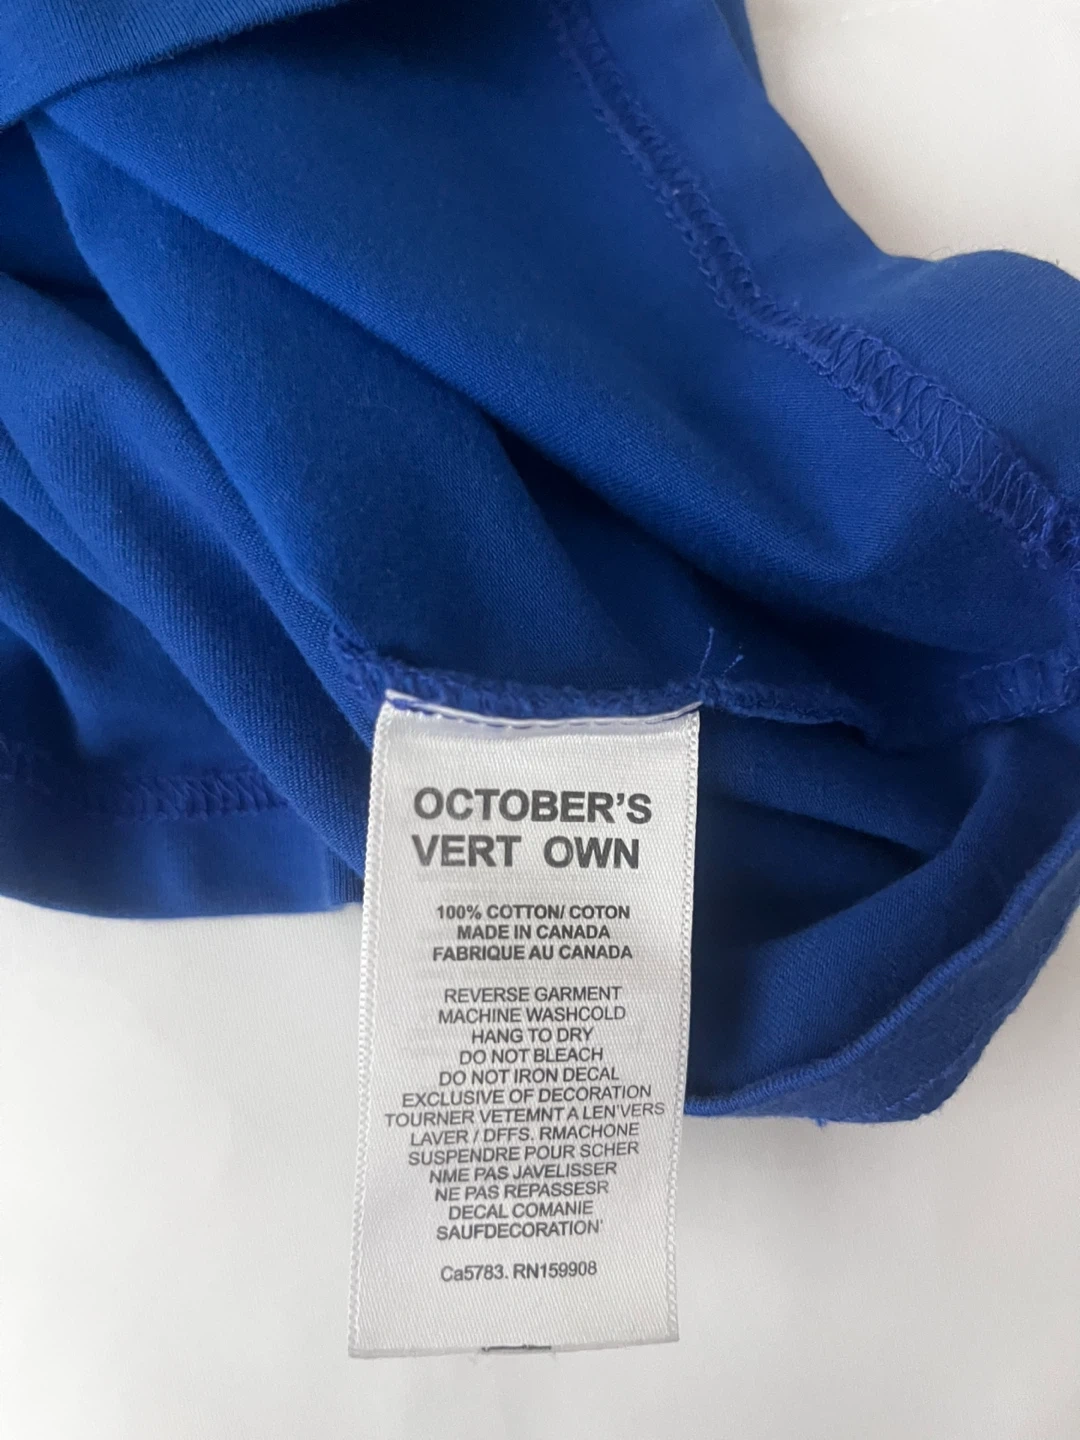 OCTOBER'S
VERT OWN
100% COTTON/ COTON
MADE IN CANADA
FABRIQUE AU CANADA
REVERSE GARMENT
MACHINE WASHCOLD
HANG TO DRY
DO NOT BLEACH
DO NOT IRON DECAL
EXCLUSIVE OF DECORATION
TOURNER VETEMNT A LEN'VERS
LAVER / DFFS. RMACHONE
SUSPENDRE POUR SCHER
NME PAS JAVELISSER
NE PAS REPASSESR
DECAL COMANIE
SAUFDECORATION'
Ca5783. RN159908